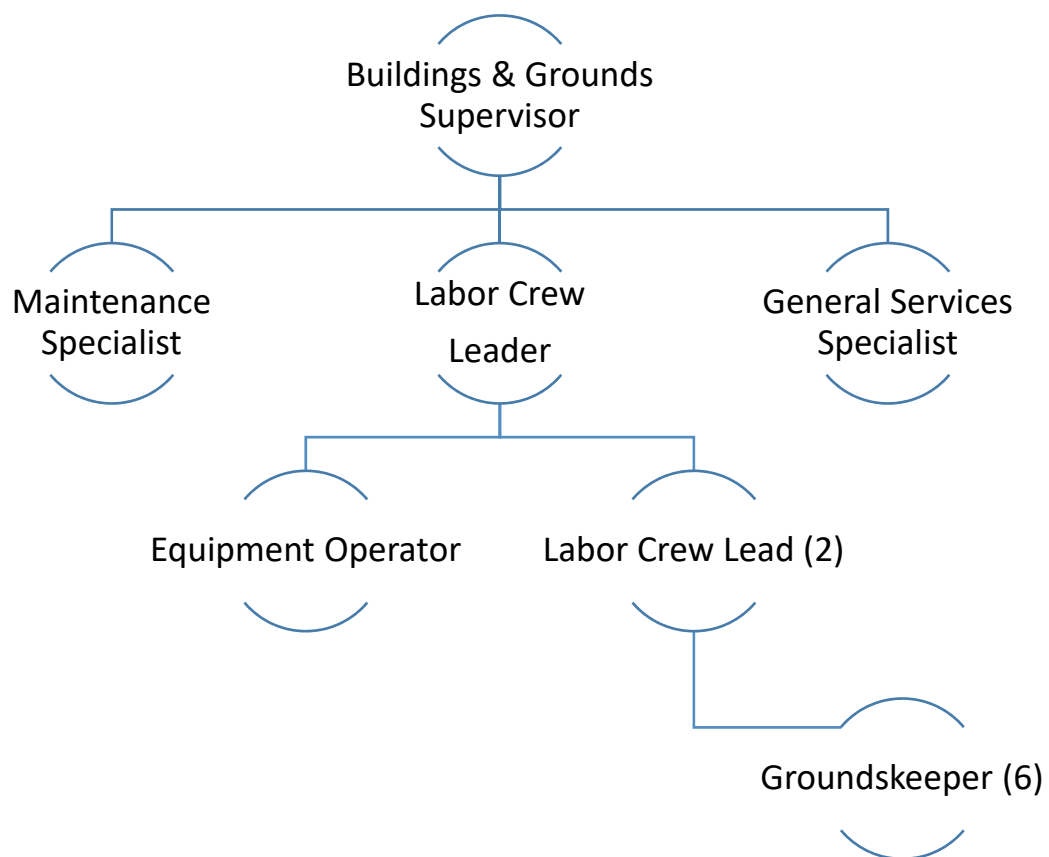 Buildings & Grounds
Supervisor
Maintenance
Specialist
Labor Crew
Leader
General Services
Specialist
Equipment Operator
Labor Crew Lead (2)
Groundskeeper (6)